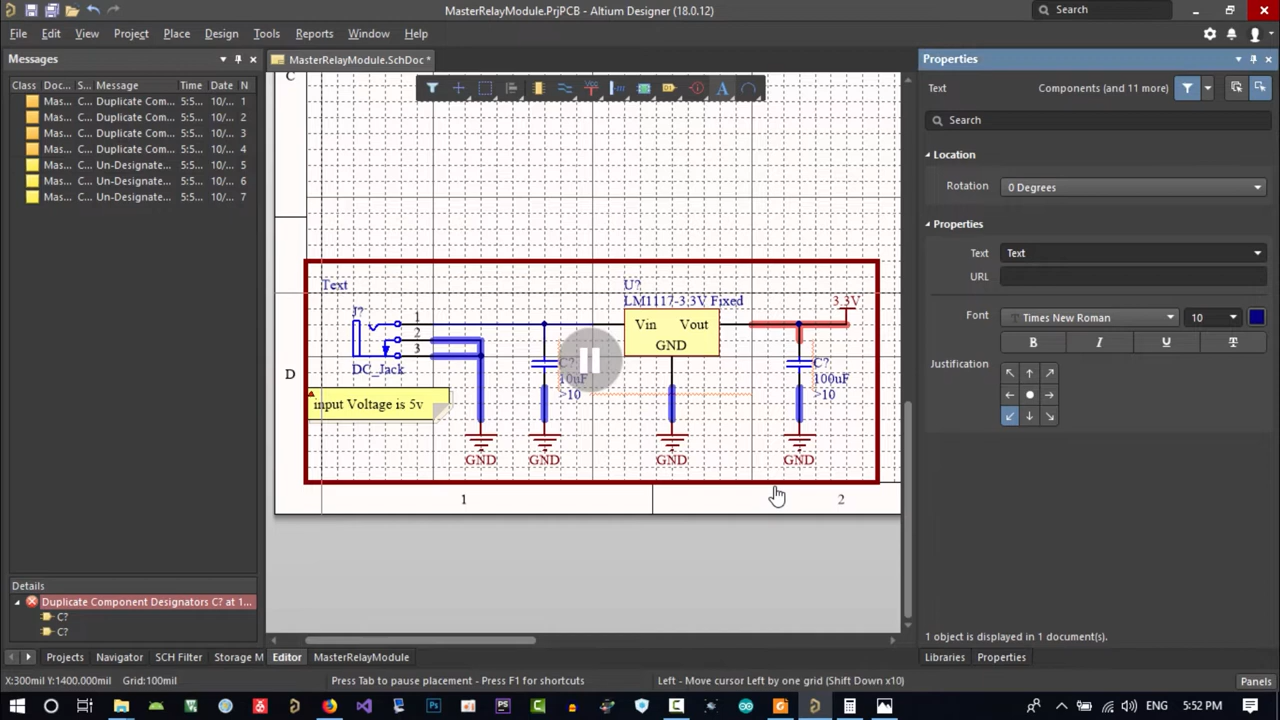 MasterRelayModule.PrjPCB - Altium Designer (18.0.12)
Search
File Edit View Project Place Design Tools Reports Window Help
Messages
MasterRelayModule.SchDoc *
Properties
Class Doc... S... Message Time Date N
Mas... C... Duplicate Com... 5:5... 10/... 1
Mas... C... Duplicate Com... 5:5... 10/... 2
Mas... C... Duplicate Com... 5:5... 10/... 3
Mas... C... Duplicate Com... 5:5... 10/... 4
Mas... C... Un-Designate... 5:5... 10/... 5
Mas... C... Un-Designate... 5:5... 10/... 6
Mas... C... Un-Designate... 5:5... 10/... 7
C
D
Text
U?
LM1117-3,3V Fixed
3.3V
J?
1
2
3
Vin Vout
GND
DC_Jack
C?
10uF
>10
C?
100uF
>10
input Voltage is 5v
GND GND GND GND
1 2
Text
Components (and 11 more)
Search
Location
Rotation 0 Degrees
Properties
Text Text
URL
Font Times New Roman 10
B I U T
Justification
1 object is displayed in 1 document(s).
Details
Duplicate Component Designators C? at 1...
C?
C?
Projects Navigator SCH Filter Storage M Editor MasterRelayModule
Libraries Properties
X:300mil Y:1400.000mil Grid:100mil
Press Tab to pause placement - Press F1 for shortcuts
Left - Move cursor Left by one grid (Shift Down x10)
Panels
ENG 5:52 PM